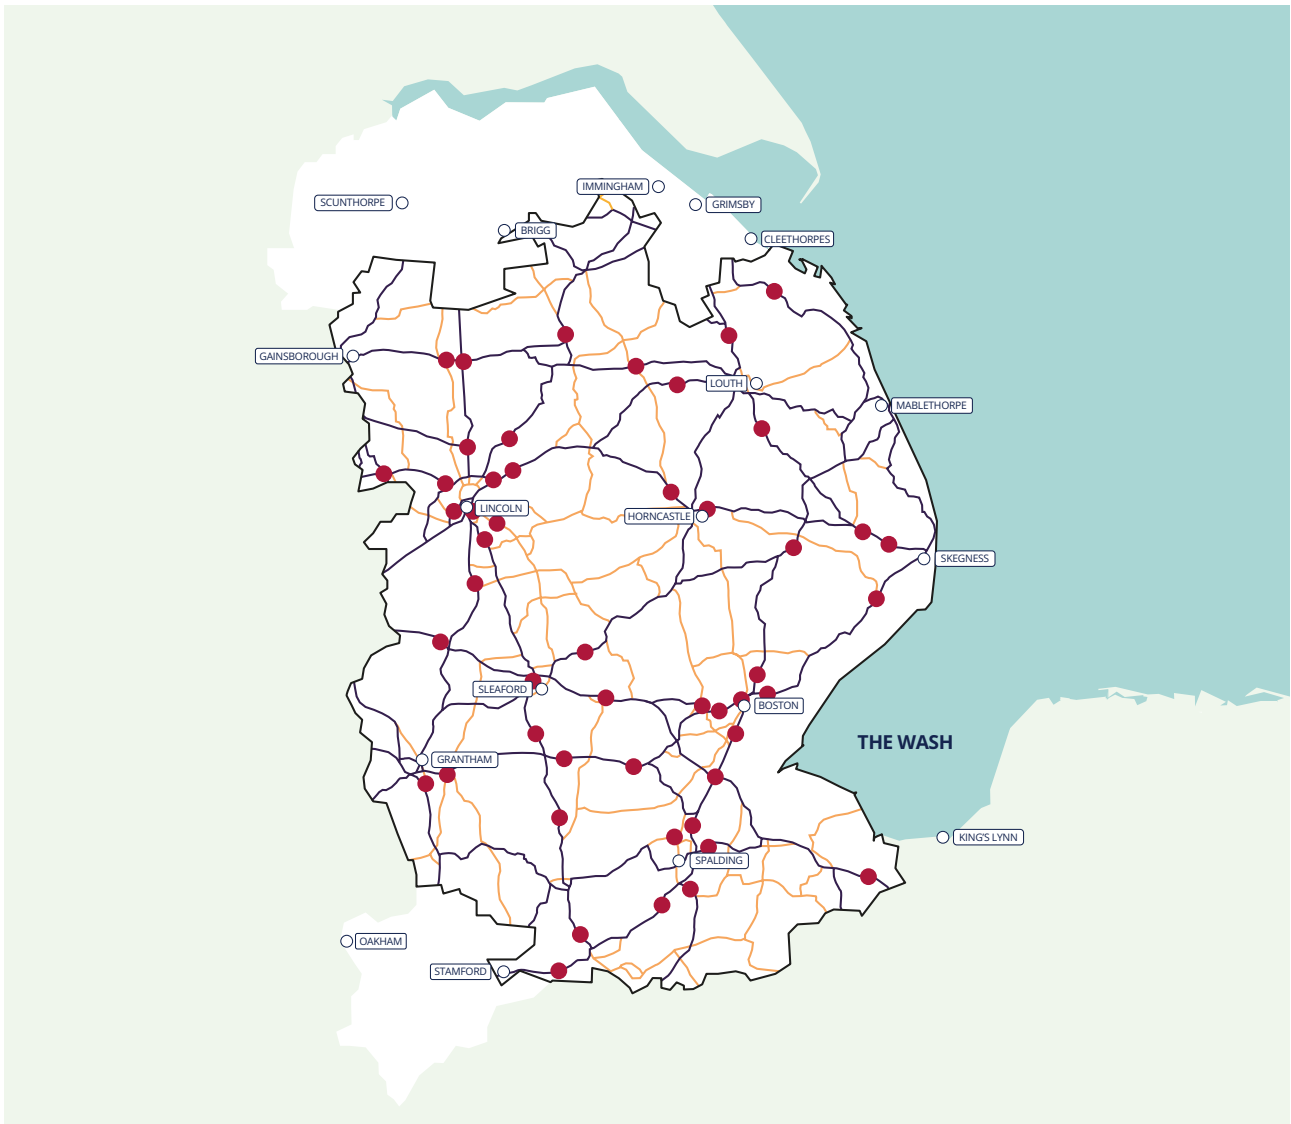 IMMINGHAM
SCUNTHORPE
GRIMSBY
BRIGG
CLEETHORPES
GAINSBOROUGH
LOUTH
MABLETHORPE
LINCOLN
HORNCASTLE
SKEGNESS
SLEAFORD
BOSTON
THE WASH
GRANTHAM
KING'S LYNN
SPALDING
OAKHAM
STAMFORD